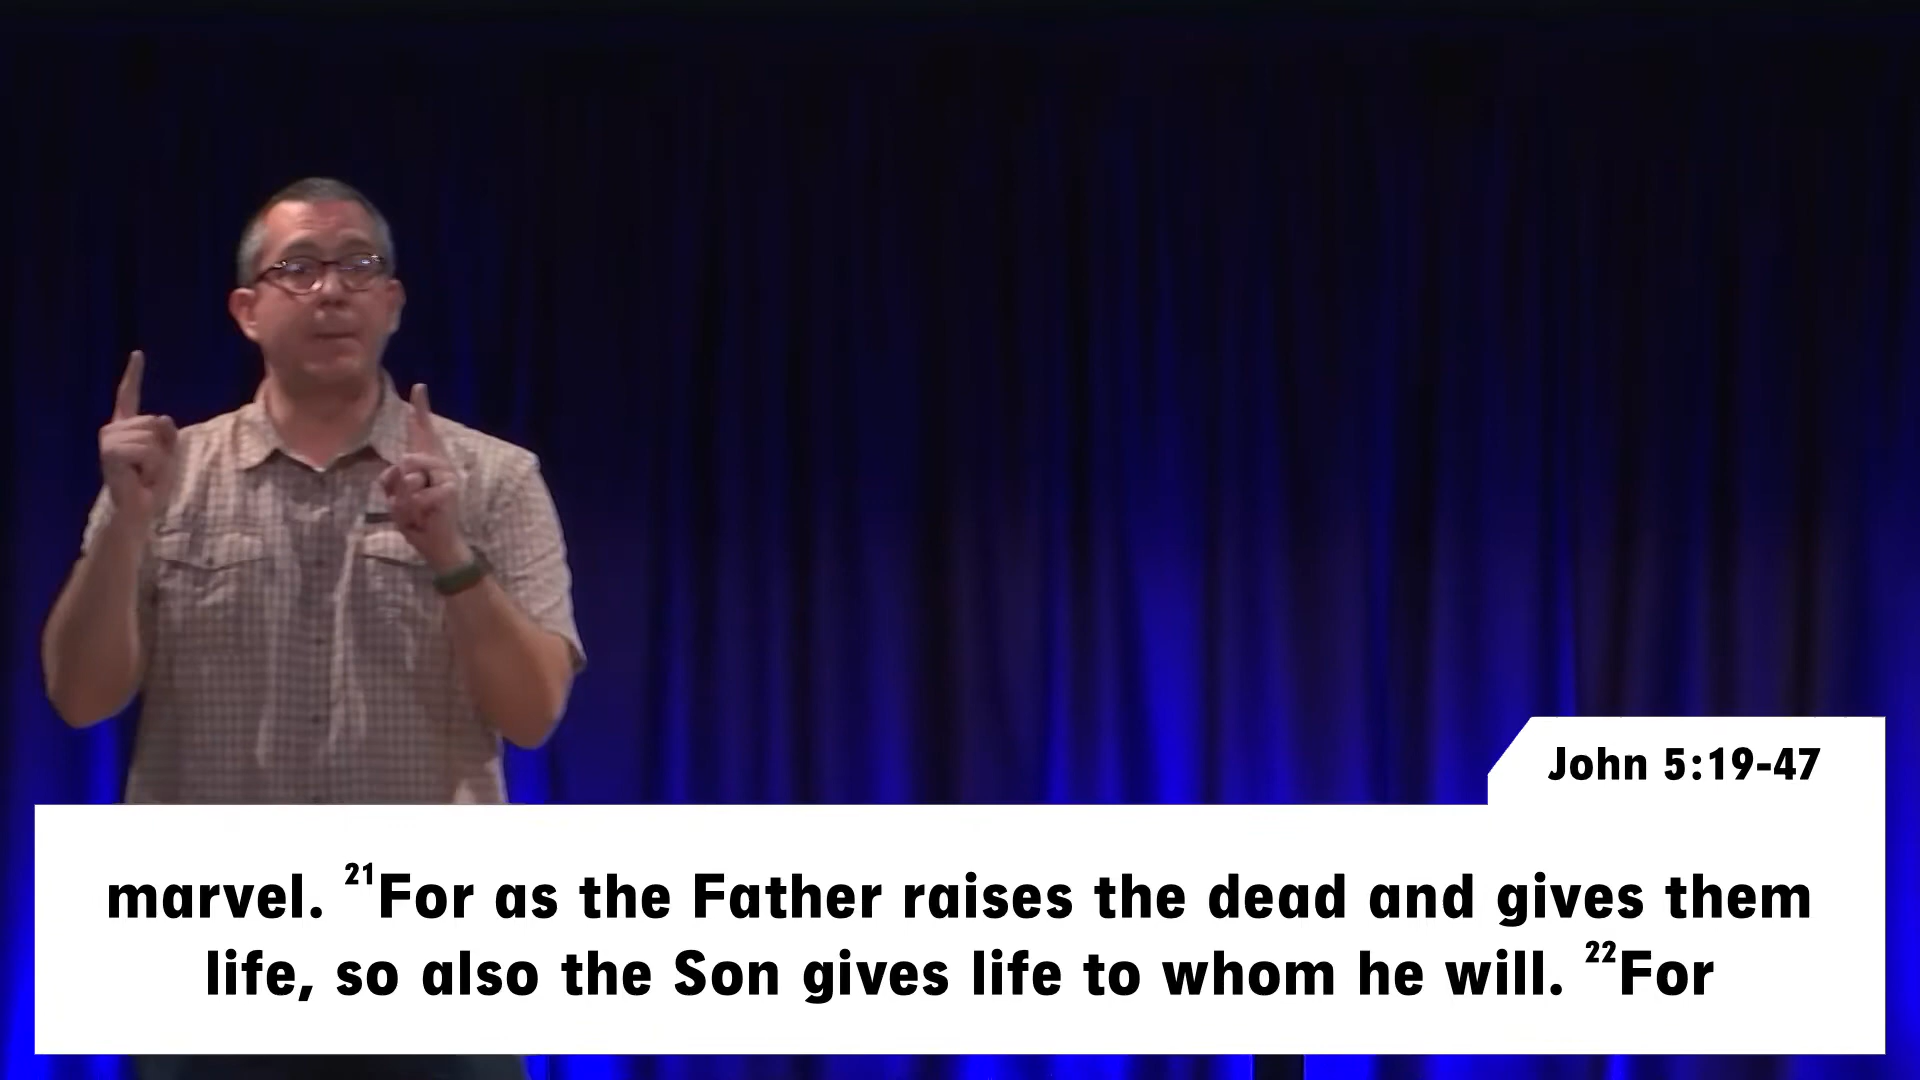 John 5:19-47
marvel. ²¹For as the Father raises the dead and gives them
life, so also the Son gives life to whom he will. ²²For